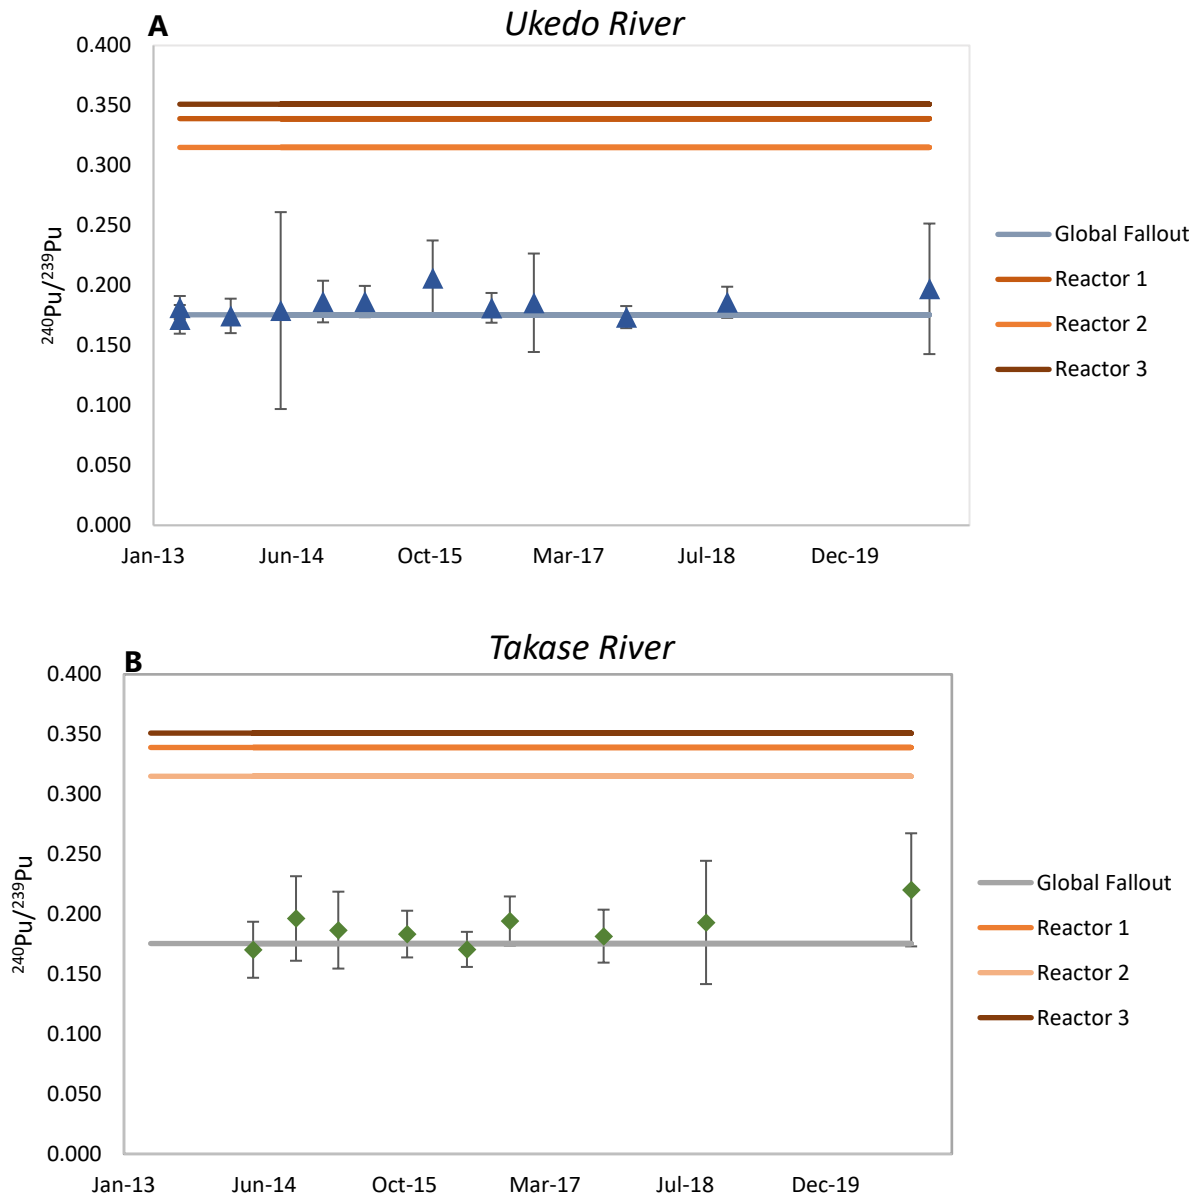 A
Ukedo River
0.400
0.350
0.300
0.250
0.200
0.150
0.100
0.050
0.000
²⁴⁰Pu/²³⁹Pu
Jan-13 Jun-14 Oct-15 Mar-17 Jul-18 Dec-19
Global Fallout
Reactor 1
Reactor 2
Reactor 3
B
Takase River
0.400
0.350
0.300
0.250
0.200
0.150
0.100
0.050
0.000
²⁴⁰Pu/²³⁹Pu
Jan-13 Jun-14 Oct-15 Mar-17 Jul-18 Dec-19
Global Fallout
Reactor 1
Reactor 2
Reactor 3